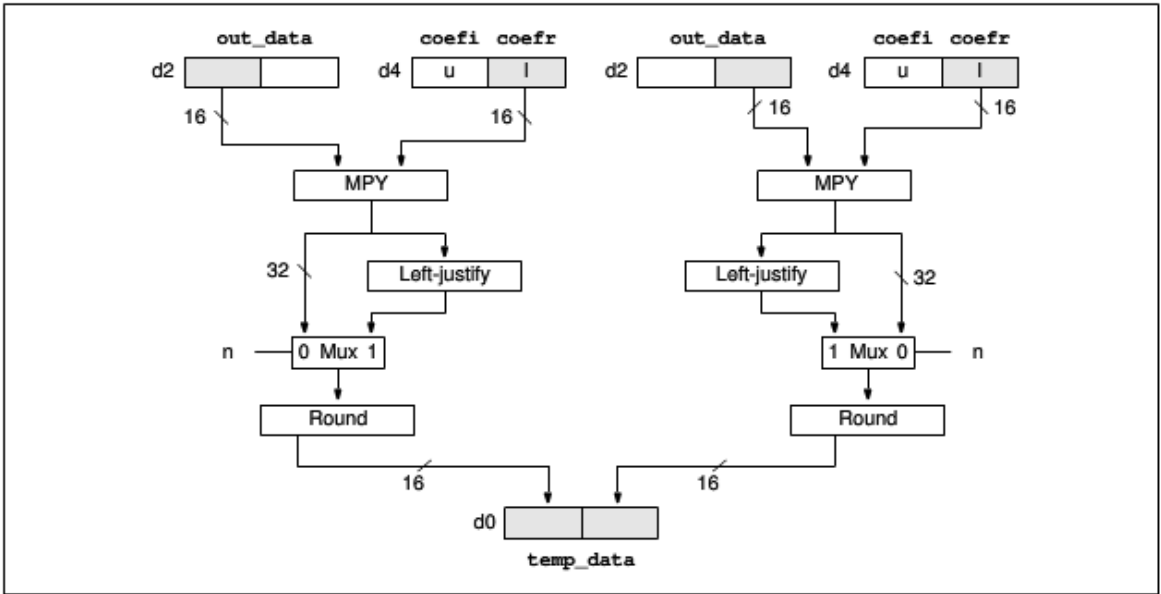 out_data coefi coefr out_data coefi coefr
d2 d4 u l d2 d4 u l
16 16 16 16
MPY MPY
32 Left-justify Left-justify 32
n 0 Mux 1 1 Mux 0 n
Round Round
16 16
d0
temp_data